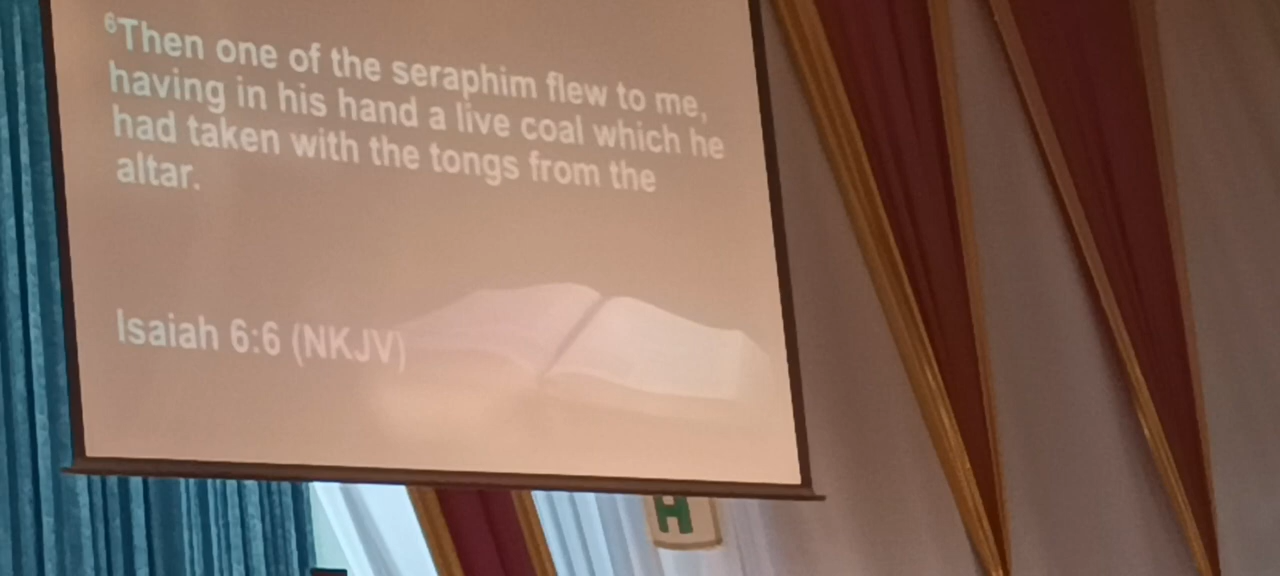 ⁶Then one of the seraphim flew to me,
having in his hand a live coal which he
had taken with the tongs from the
altar.
Isaiah 6:6 (NKJV)
H